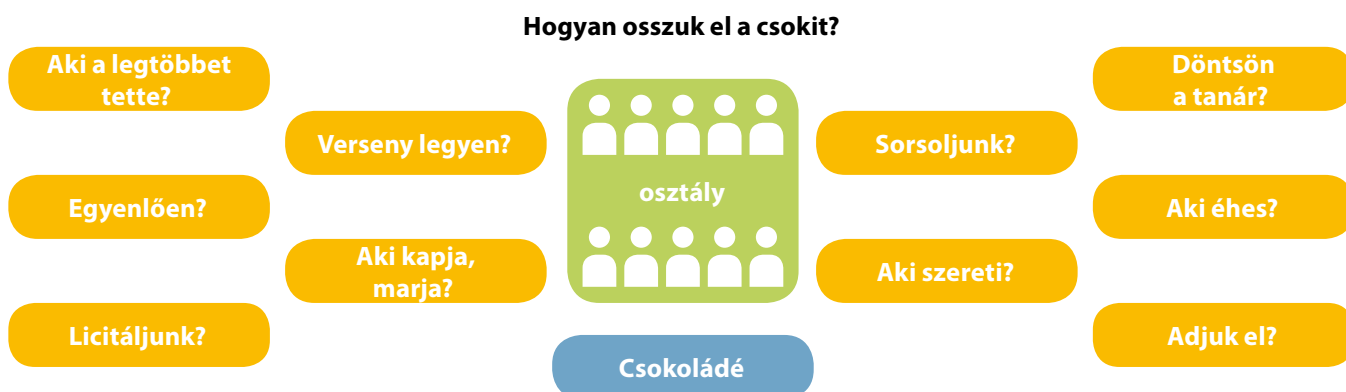 Hogyan osszuk el a csokit?
Aki a legtöbbet
tette?
Egyenlően?
Licitáljunk?
Verseny legyen?
Aki kapja,
marja?
osztály
Csokoládé
Sorsoljunk?
Aki szereti?
Döntsön
a tanár?
Aki éhes?
Adjuk el?